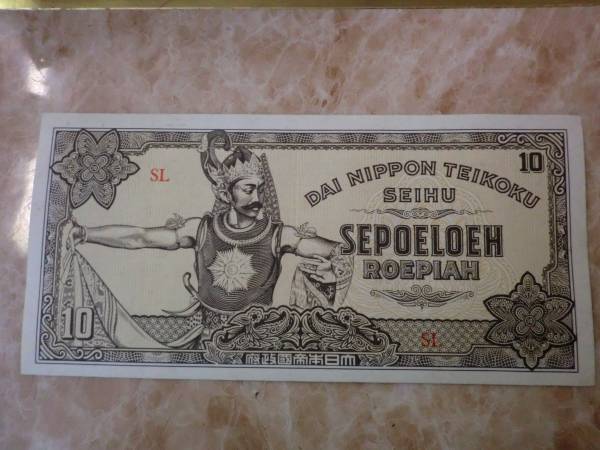 10
SL
DAI NIPPON TEIKOKU
SEIHU
SEPOELOEH
ROEPIAH
10
SL
府政國帝本日大